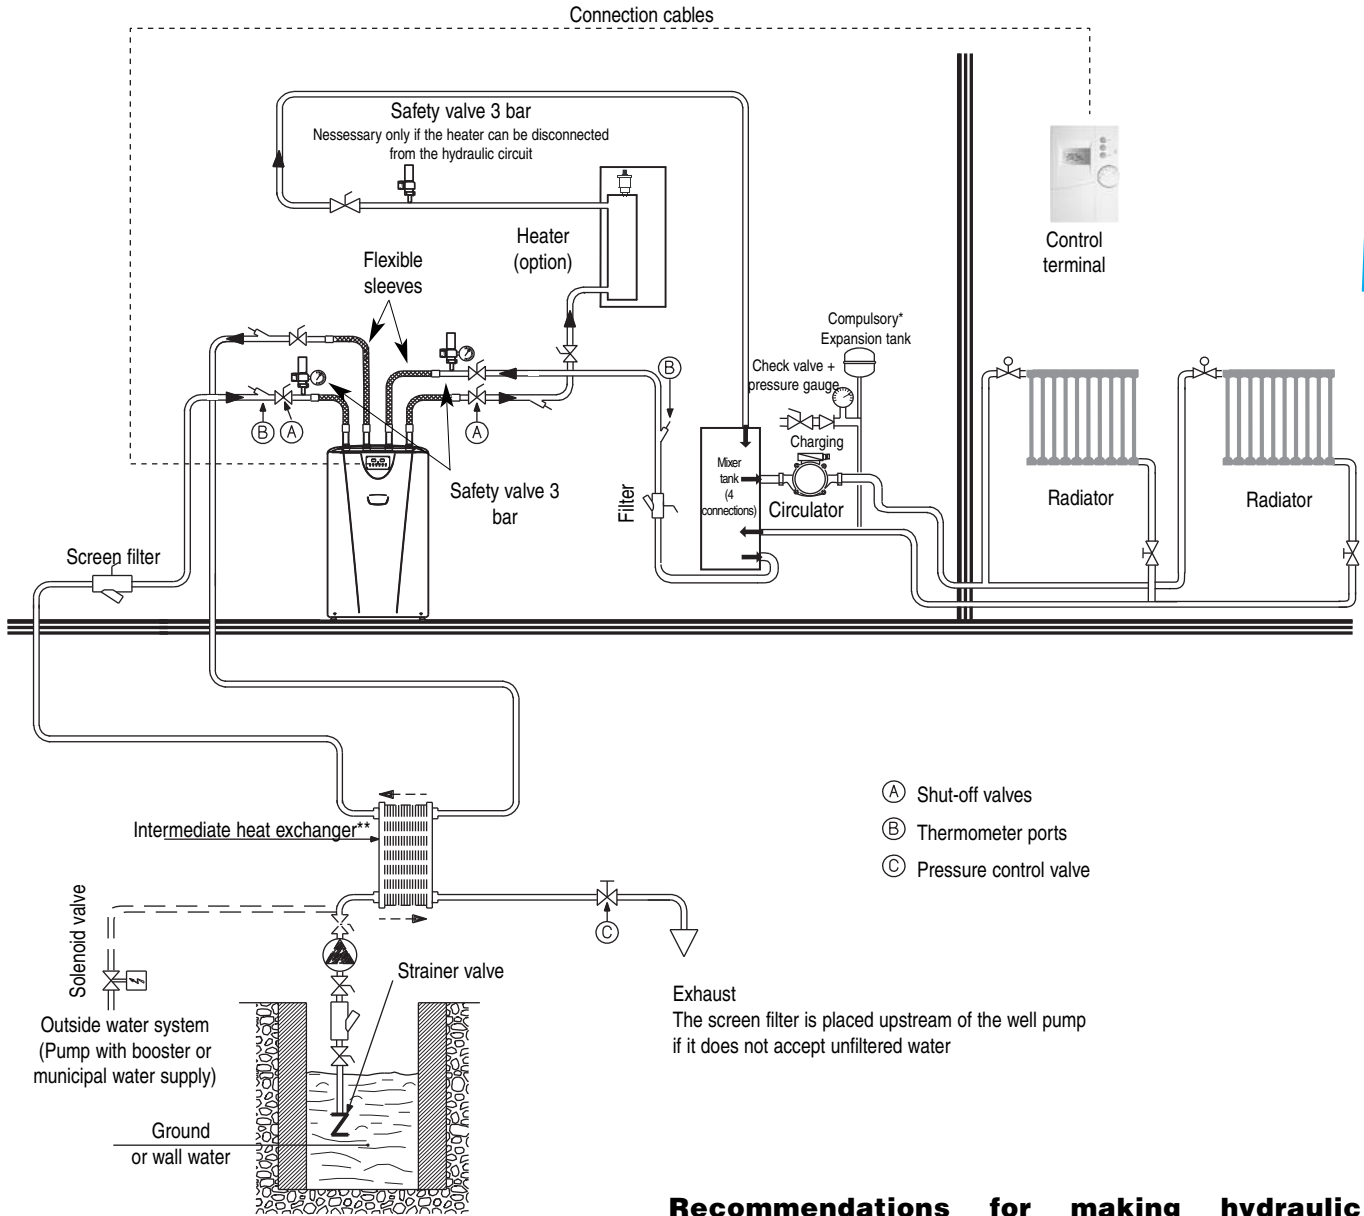 Connection cables
Safety valve 3 bar
Nessessary only if the heater can be disconnected
from the hydraulic circuit
Heater
(option)
Flexible
sleeves
Control
terminal
Compulsory*
Expansion tank
Check valve +
pressure gauge
Charging
B
B
A
A
Mixer
tank
(4
connections)
Circulator
Filter
Safety valve 3
bar
Radiator
Radiator
Screen filter
Intermediate heat exchanger**
A Shut-off valves
B Thermometer ports
C Pressure control valve
C
Solenoid valve
Strainer valve
Outside water system
(Pump with booster or
municipal water supply)
Exhaust
The screen filter is placed upstream of the well pump
if it does not accept unfiltered water
Ground
or wall water
Recommendations for making hydraulic